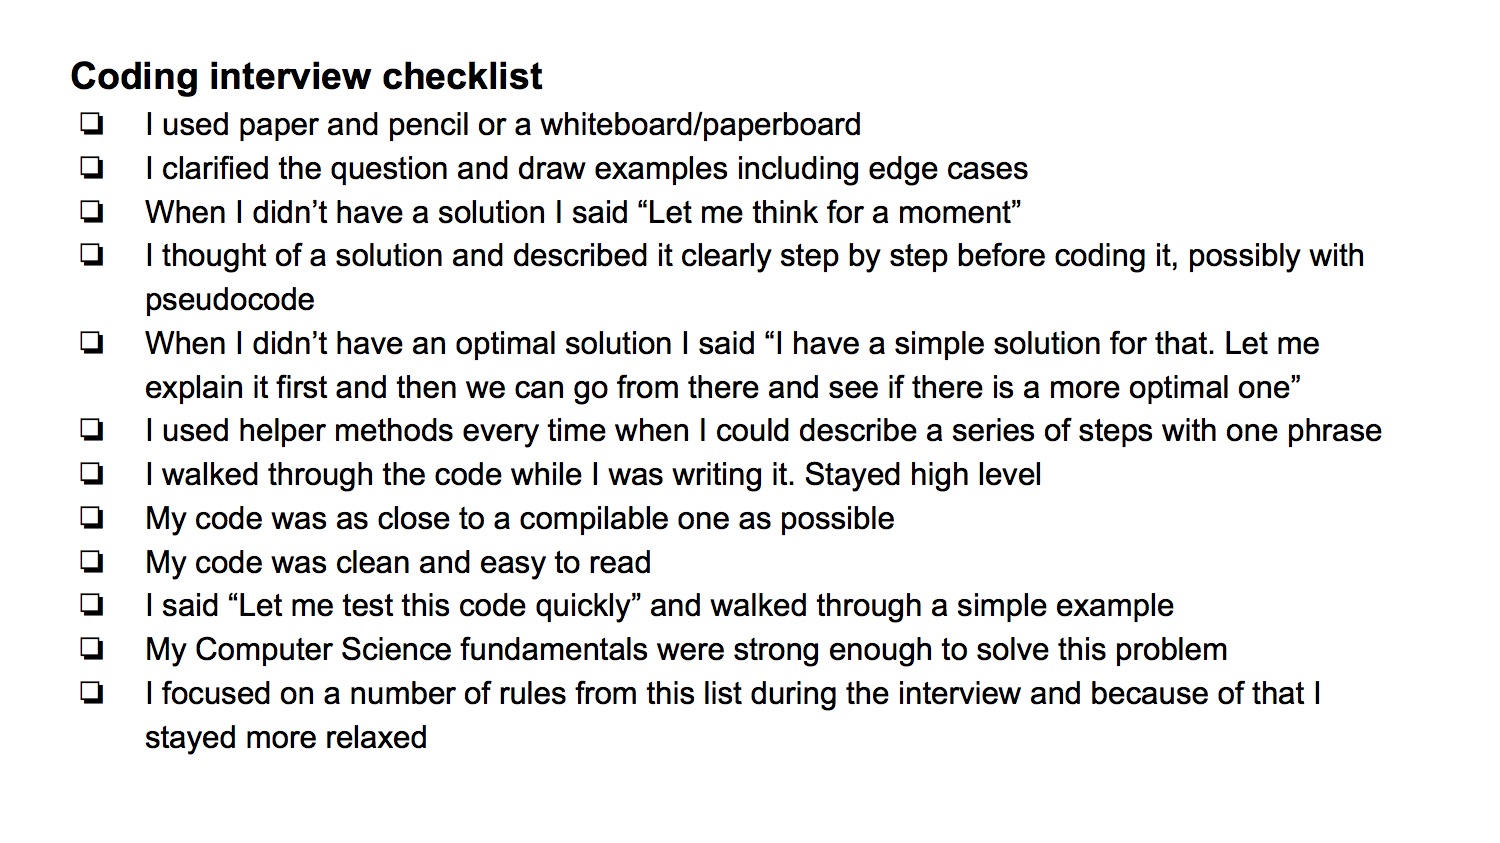 Coding interview checklist
❏ I used paper and pencil or a whiteboard/paperboard
❏ I clarified the question and draw examples including edge cases
❏ When I didn’t have a solution I said “Let me think for a moment”
❏ I thought of a solution and described it clearly step by step before coding it, possibly with
pseudocode
❏ When I didn’t have an optimal solution I said “I have a simple solution for that. Let me
explain it first and then we can go from there and see if there is a more optimal one”
❏ I used helper methods every time when I could describe a series of steps with one phrase
❏ I walked through the code while I was writing it. Stayed high level
❏ My code was as close to a compilable one as possible
❏ My code was clean and easy to read
❏ I said “Let me test this code quickly” and walked through a simple example
❏ My Computer Science fundamentals were strong enough to solve this problem
❏ I focused on a number of rules from this list during the interview and because of that I
stayed more relaxed